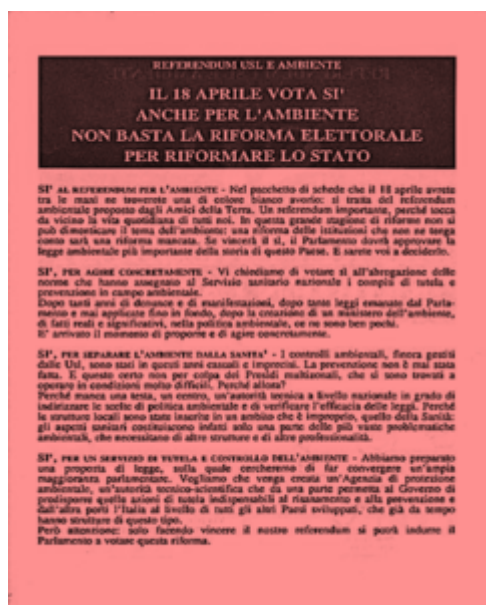 REFERENDUM USL E AMBIENTE
IL 18 APRILE VOTA SI'
ANCHE PER L'AMBIENTE
NON BASTA LA RIFORMA ELETTORALE
PER RIFORMARE LO STATO
SI' AL REFERENDUM PER L'AMBIENTE - Nel pacchetto di schede che il 18 aprile avrete
tra le mani ne troverete una di colore bianco avorio: si tratta del referendum
ambientale proposto dagli Amici della Terra. Un referendum importante, perché tocca
da vicino la vita quotidiana di tutti noi. In questa grande stagione di riforme non si
può dimenticare il tema dell'ambiente: una riforma delle istituzioni che non ne tenga
conto sarà una riforma mancata. Se vincerà il sì, il Parlamento dovrà approvare la
legge ambientale più importante della storia di questo Paese. E sarete voi a deciderlo.
SI', PER AGIRE CONCRETAMENTE - Vi chiediamo di votare sì all'abrogazione delle
norme che hanno assegnato al Servizio sanitario nazionale i compiti di tutela e
prevenzione in campo ambientale.
Dopo tanti anni di denunce e di manifestazioni, dopo tante leggi emanate dal Parla-
mento e mai applicate fino in fondo, dopo la creazione di un ministero dell'ambiente,
di fatti reali e significativi, nella politica ambientale, ce ne sono ben pochi.
E' arrivato il momento di proporre e di agire concretamente.
SI', PER SEPARARE L'AMBIENTE DALLA SANITA' - I controlli ambientali, finora gestiti
dalle Usl, sono stati in questi anni casuali e imprecisi. La prevenzione non è mai stata
fatta. E questo certo non per colpa dei Presidi multizonali, che si sono trovati a
operare in condizioni molto difficili. Perché allora?
Perché manca una testa, un centro, un'autorità tecnica a livello nazionale in grado di
indirizzare le scelte di politica ambientale e di verificare l'efficacia delle leggi. Perché
le strutture locali sono state inserite in un ambito che è improprio, quello della Sanità:
gli aspetti sanitari costituiscono infatti solo una parte delle più vaste problematiche
ambientali, che necessitano di altre strutture e di altre professionalità.
SI', PER UN SERVIZIO DI TUTELA E CONTROLLO DELL'AMBIENTE - Abbiamo preparato
una proposta di legge, sulla quale cercheremo di far convergere un'ampia
maggioranza parlamentare. Vogliamo che venga creata un'Agenzia di protezione
ambientale, un'autorità tecnico-scientifica che da una parte permetta al Governo di
predisporre quelle azioni di tutela indispensabili al risanamento e alla prevenzione e
dall'altra porti l'Italia al livello di tutti gli altri Paesi sviluppati, che già da tempo
hanno strutture di questo tipo.
Però attenzione: solo facendo vincere il nostro referendum si potrà indurre il
Parlamento a votare questa riforma.